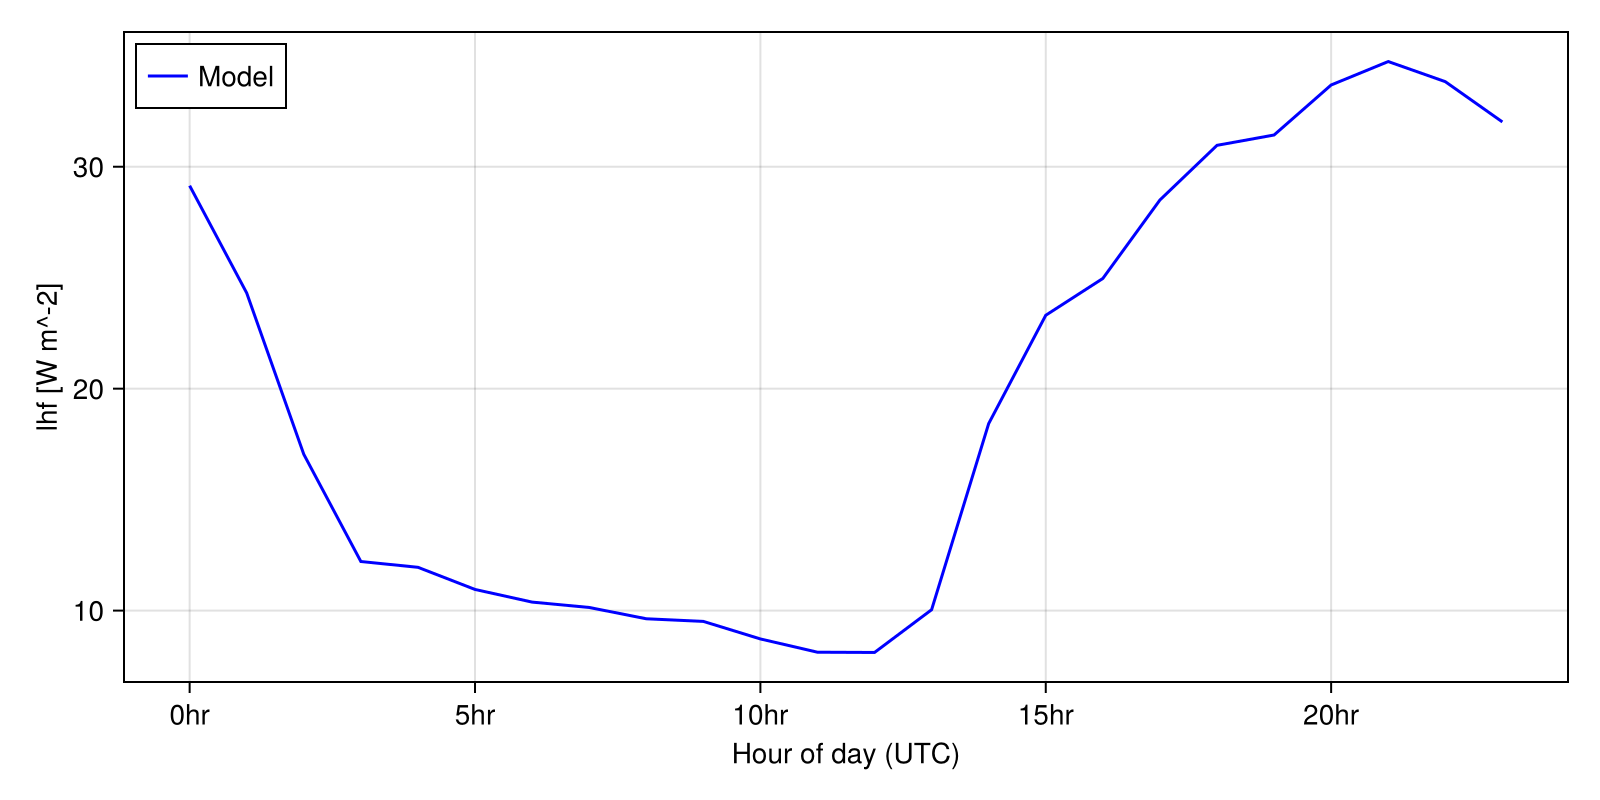 Model
30
20
10
lhf [W m^-2]
0hr 5hr 10hr 15hr 20hr
Hour of day (UTC)